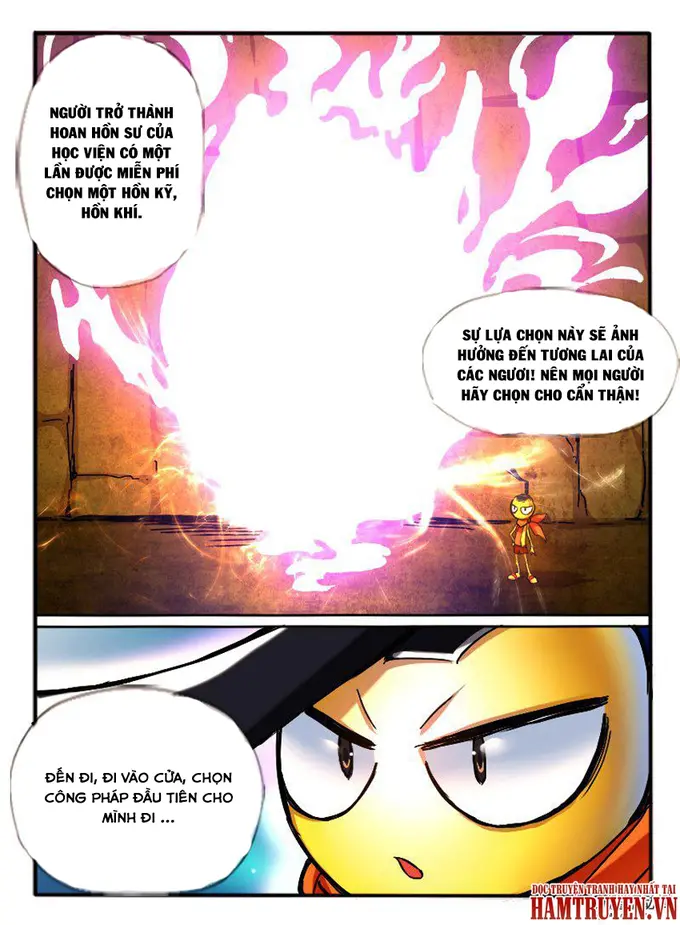 NGƯỜI TRỞ THÀNH
HOAN HỒN SƯ CỦA
HỌC VIỆN CÓ MỘT
LẦN ĐƯỢC MIỄN PHÍ
CHỌN MỘT HỒN KỸ,
HỒN KHÍ.
SỰ LỰA CHỌN NÀY SẼ ẢNH
HƯỞNG ĐẾN TƯƠNG LAI CỦA
CÁC NGƯƠI! NÊN MỌI NGƯỜI
HÃY CHỌN CHO CẨN THẬN!
ĐẾN ĐI, ĐI VÀO CỬA, CHỌN
CÔNG PHÁP ĐẦU TIÊN CHO
MÌNH ĐI ...
ĐỌC TRUYỆN TRANH HAY NHẤT TẠI
HAMTRUYEN.VN